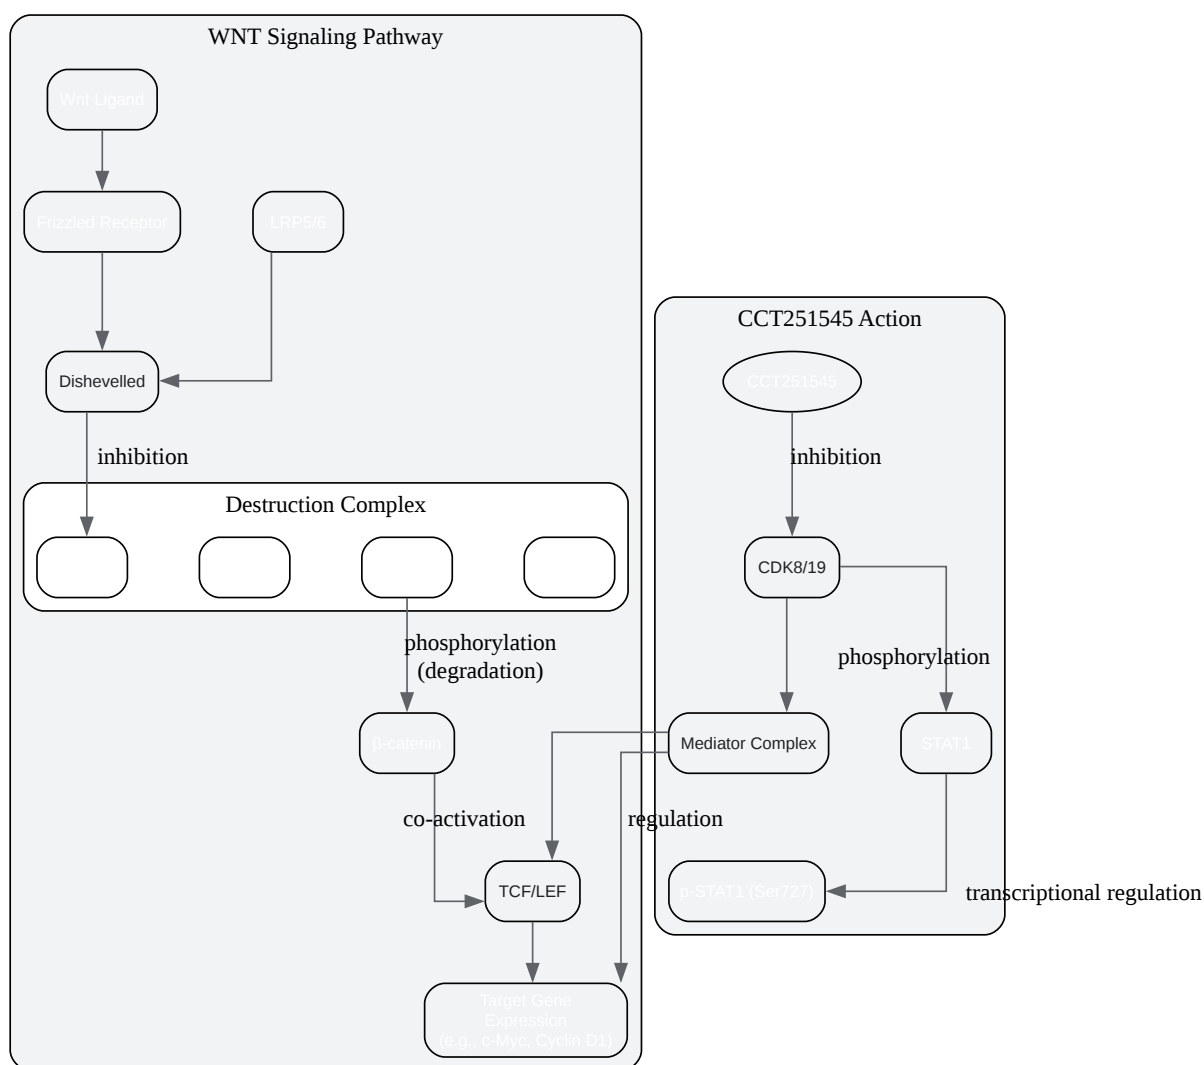 WNT Signaling Pathway
Wnt Ligand
Frizzled Receptor
LRP5/6
CCT251545 Action
Dishevelled
CCT251545
inhibition
inhibition
Destruction Complex
CDK8/19
phosphorylation
(degradation)
phosphorylation
β-catenin
Mediator Complex
STAT1
co-activation
regulation
TCF/LEF
p-STAT1 (Ser727)
transcriptional regulation
Target Gene
Expression
(e.g., c-Myc, Cyclin D1)